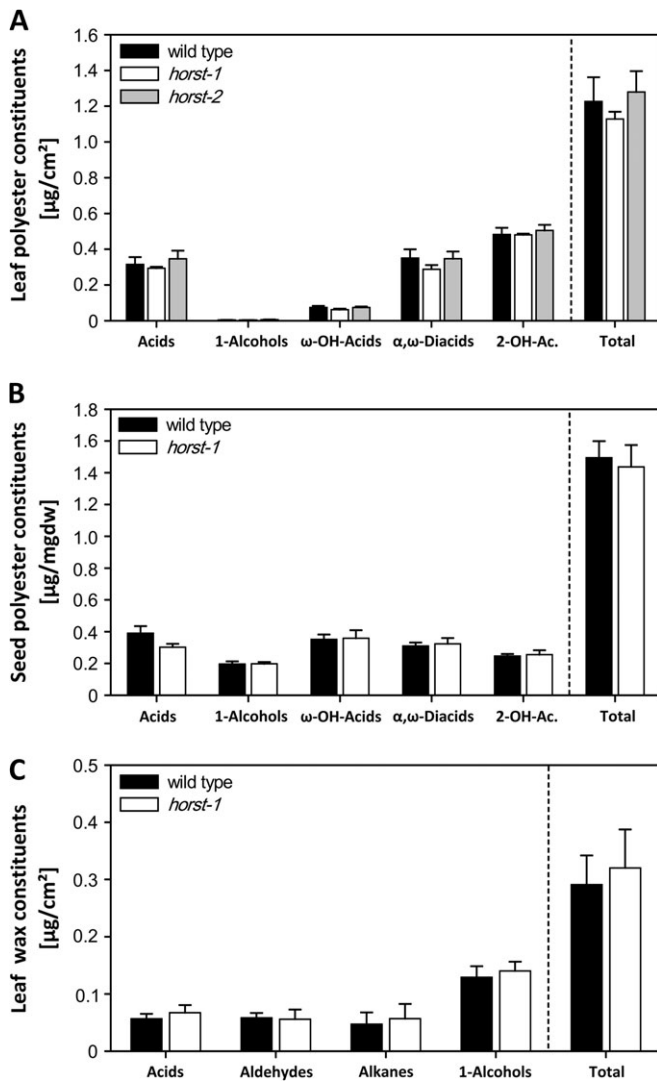 A
Leaf polyester constituents
[µg/cm²]
1.6
1.4
1.2
1.0
0.8
0.6
0.4
0.2
0
wild type
horst-1
horst-2
Acids 1-Alcohols ω-OH-Acids α,ω-Diacids 2-OH-Ac. Total
B
Seed polyester constituents
[µg/mgdw]
1.8
1.6
1.4
1.2
1.0
0.8
0.6
0.4
0.2
0
wild type
horst-1
Acids 1-Alcohols ω-OH-Acids α,ω-Diacids 2-OH-Ac. Total
C
Leaf wax constituents
[µg/cm²]
0.5
0.4
0.3
0.2
0.1
0
wild type
horst-1
Acids Aldehydes Alkanes 1-Alcohols Total